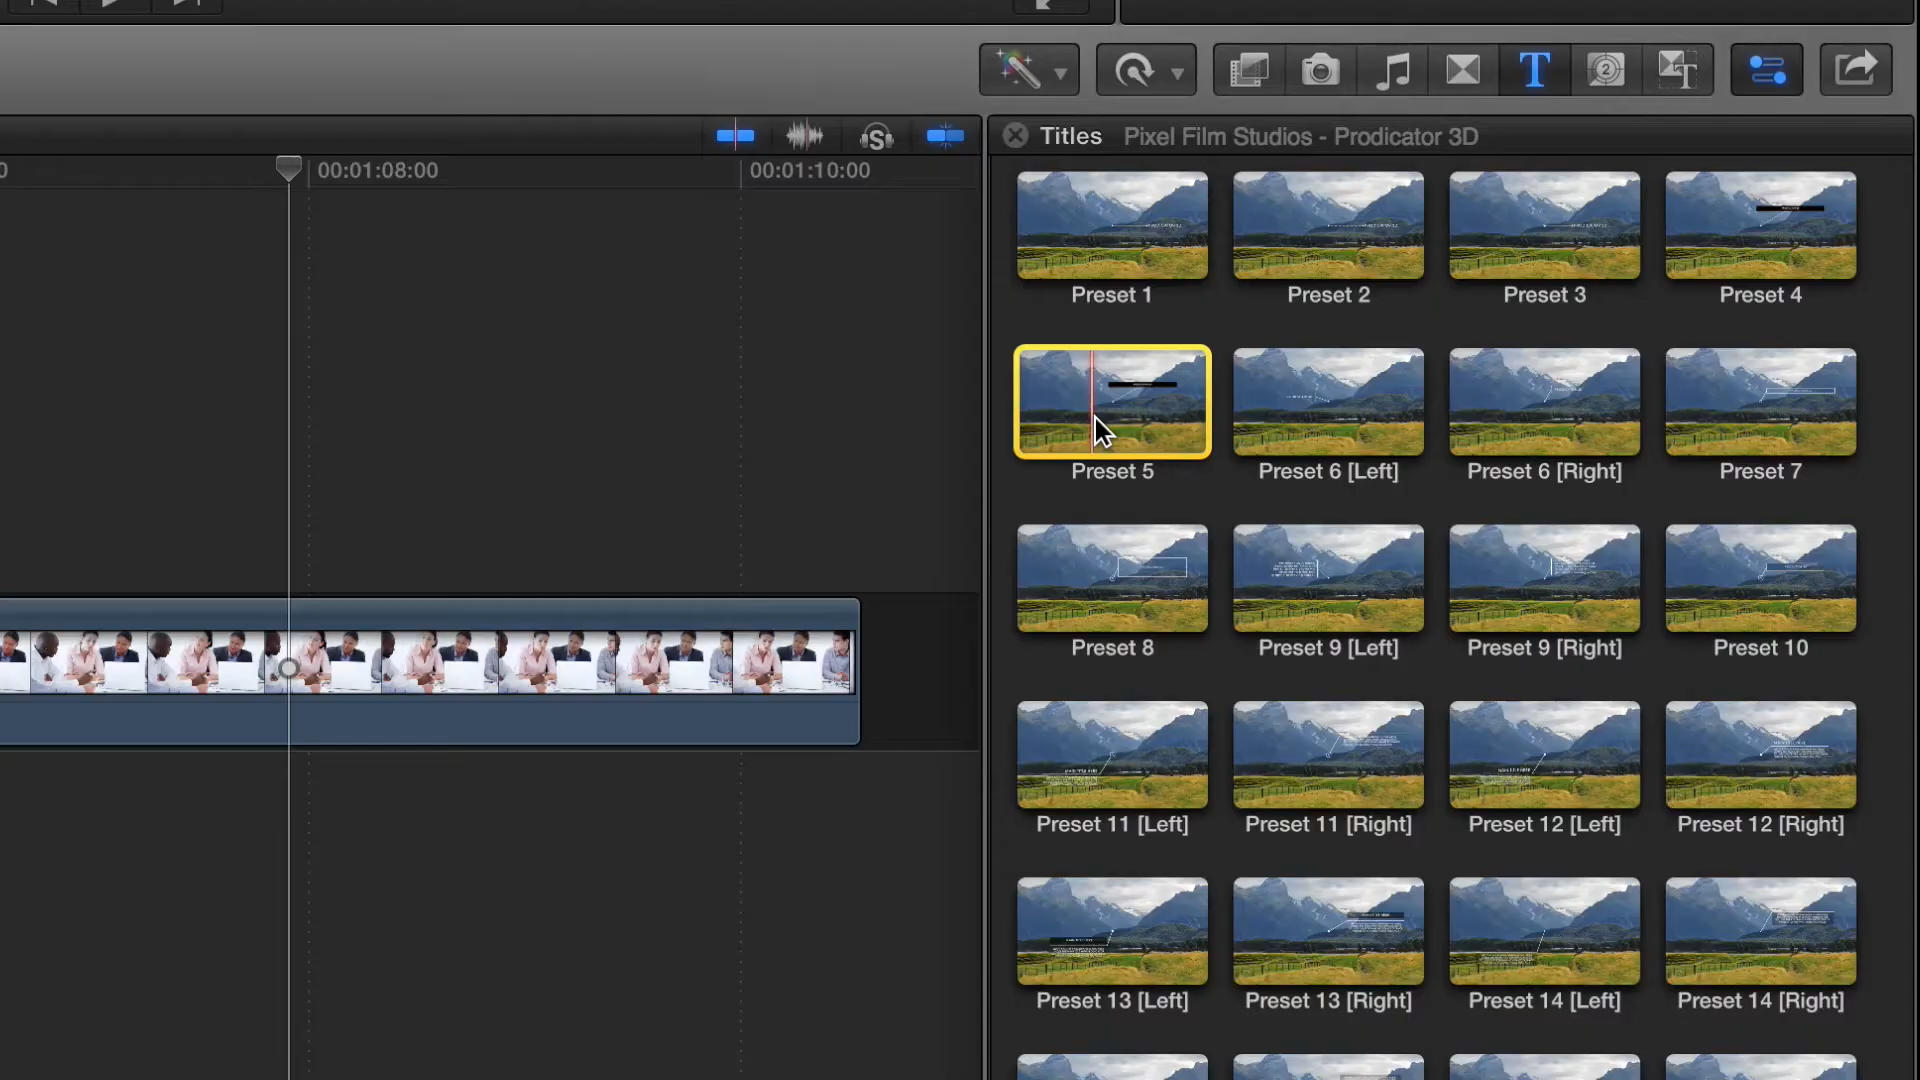 T
2
T
S
Titles Pixel Film Studios - Prodicator 3D
0 00:01:08:00 00:01:10:00
Preset 1 Preset 2 Preset 3 Preset 4
Preset 5 Preset 6 [Left] Preset 6 [Right] Preset 7
Preset 8 Preset 9 [Left] Preset 9 [Right] Preset 10
Preset 11 [Left] Preset 11 [Right] Preset 12 [Left] Preset 12 [Right]
Preset 13 [Left] Preset 13 [Right] Preset 14 [Left] Preset 14 [Right]